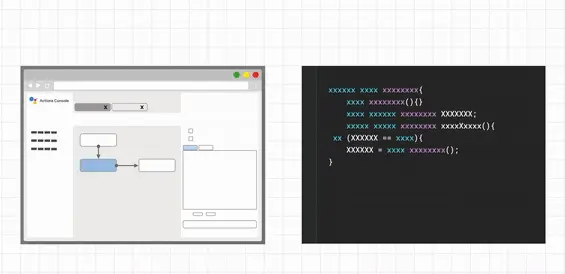 Actions Console
X
X
xxxxxx xxxx xxxxxxxx{
xxxx xxxxxxxx(){}
xxxx xxxxxx xxxxxxxx XXXXXXX;
xxxxx xxxxx xxxxxxxx xxxxXxxxx(){
xx (XXXXXX == xxxx){
XXXXXX = xxxx xxxxxxxx();
}